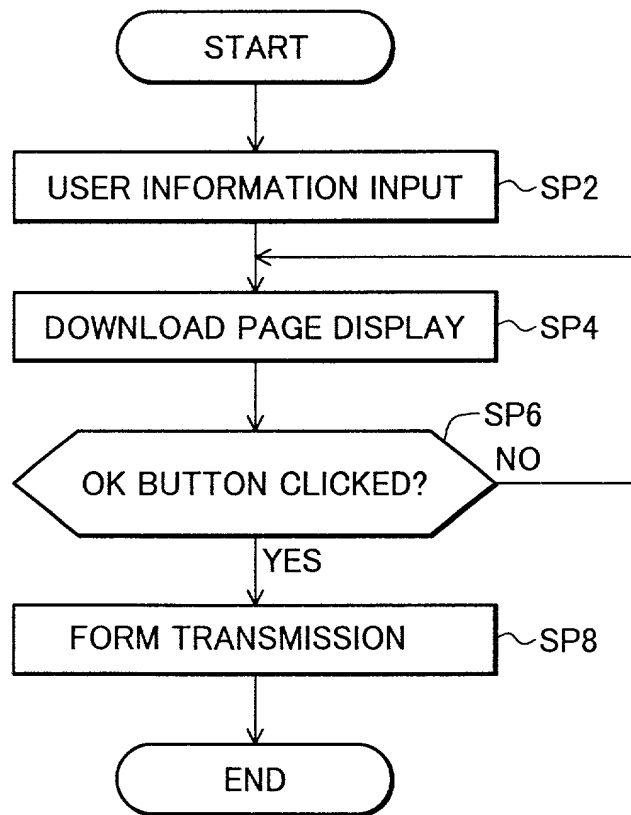 START
USER INFORMATION INPUT
SP2
DOWNLOAD PAGE DISPLAY
SP4
SP6
OK BUTTON CLICKED?
NO
YES
FORM TRANSMISSION
SP8
END